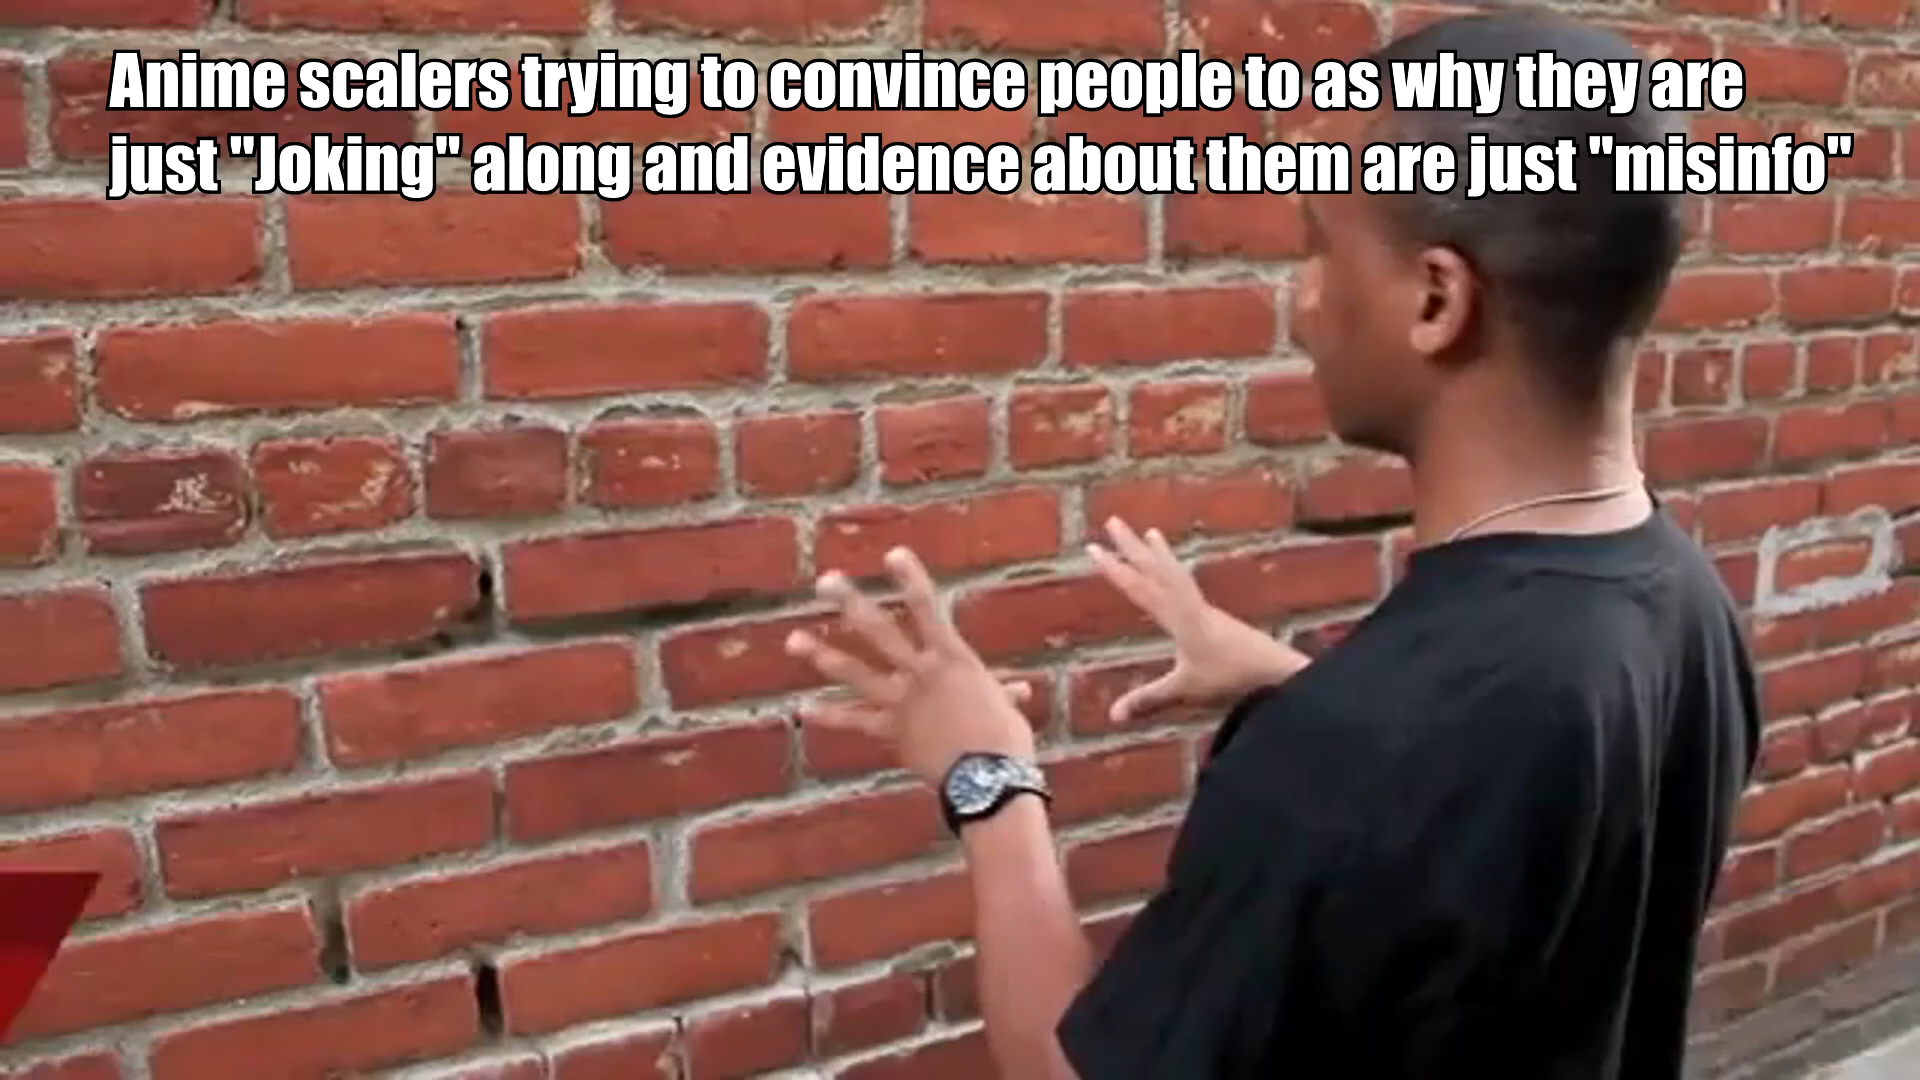 Anime scalers trying to convince people to as why they are
just "Joking" along and evidence about them are just "misinfo"